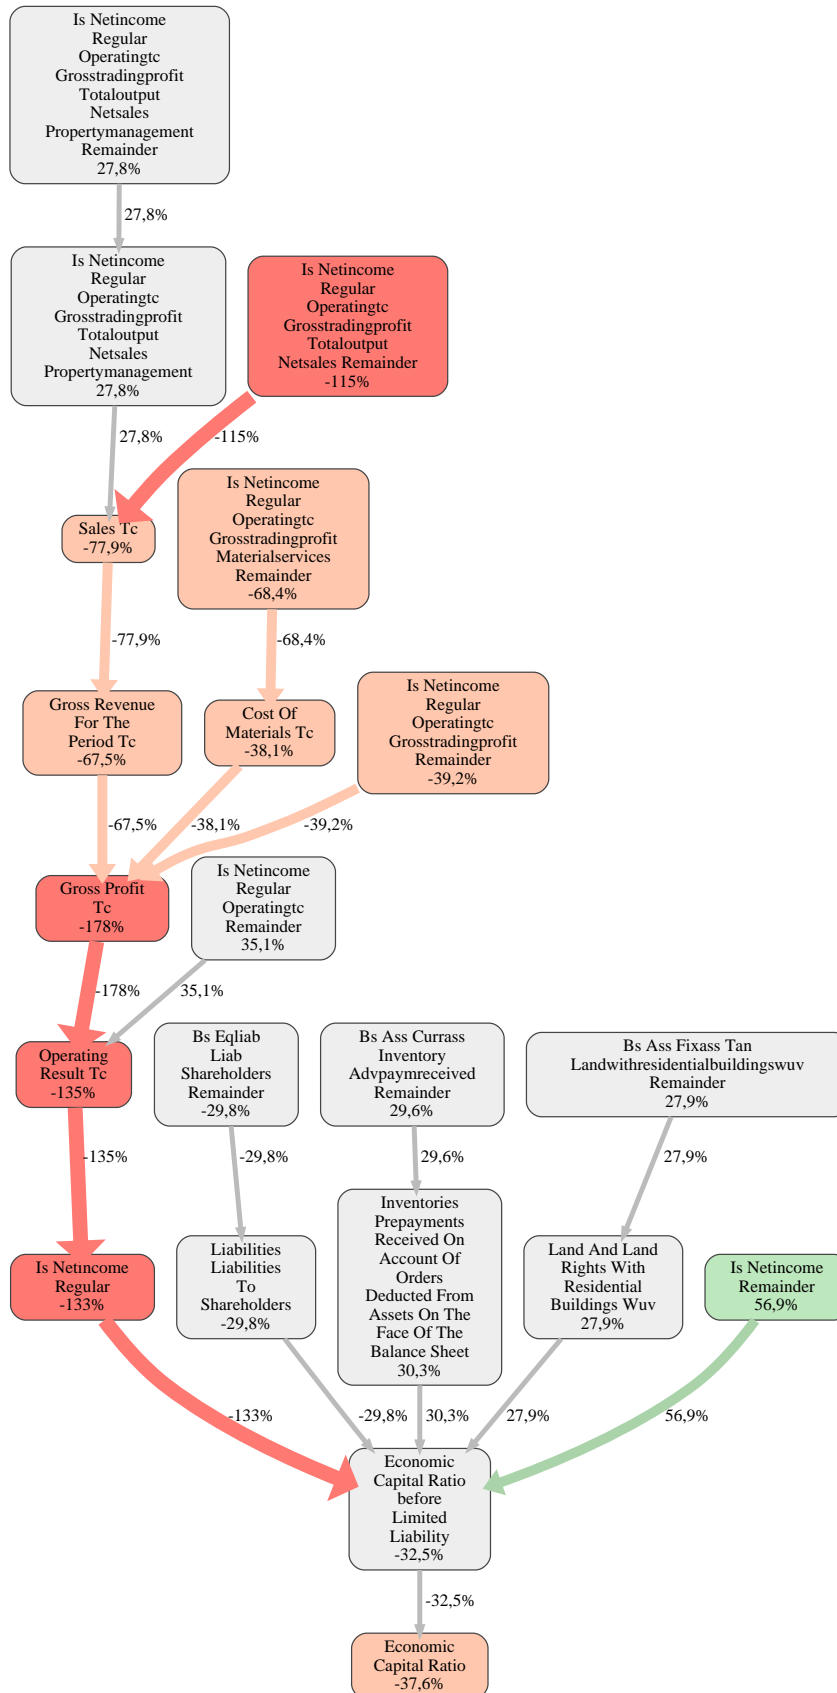 Is Netincome
Regular
Operatingtc
Grosstradingprofit
Totaloutput
Netsales
Propertymanagement
Remainder
27,8%
27,8%
Is Netincome
Regular
Operatingtc
Grosstradingprofit
Totaloutput
Netsales
Propertymanagement
27,8%
Is Netincome
Regular
Operatingtc
Grosstradingprofit
Totaloutput
Netsales Remainder
-115%
27,8%
-115%
Sales Tc
-77,9%
Is Netincome
Regular
Operatingtc
Grosstradingprofit
Materialservices
Remainder
-68,4%
-77,9%
-68,4%
Gross Revenue
For The
Period Tc
-67,5%
Cost Of
Materials Tc
-38,1%
Is Netincome
Regular
Operatingtc
Grosstradingprofit
Remainder
-39,2%
-67,5%
-38,1%
-39,2%
Gross Profit
Tc
-178%
Is Netincome
Regular
Operatingtc
Remainder
35,1%
-178%
35,1%
Operating
Result Tc
-135%
Bs Eqliab
Liab
Shareholders
Remainder
-29,8%
Bs Ass Currass
Inventory
Advpaymreceived
Remainder
29,6%
Bs Ass Fixass Tan
Landwithresidentialbuildingswuv
Remainder
27,9%
-135%
-29,8%
29,6%
27,9%
Is Netincome
Regular
-133%
Liabilities
Liabilities
To
Shareholders
-29,8%
Inventories
Prepayments
Received On
Account Of
Orders
Deducted From
Assets On The
Face Of The
Balance Sheet
30,3%
Land And Land
Rights With
Residential
Buildings Wuv
27,9%
Is Netincome
Remainder
56,9%
-133%
-29,8%
30,3%
27,9%
56,9%
Economic
Capital Ratio
before
Limited
Liability
-32,5%
-32,5%
Economic
Capital Ratio
-37,6%